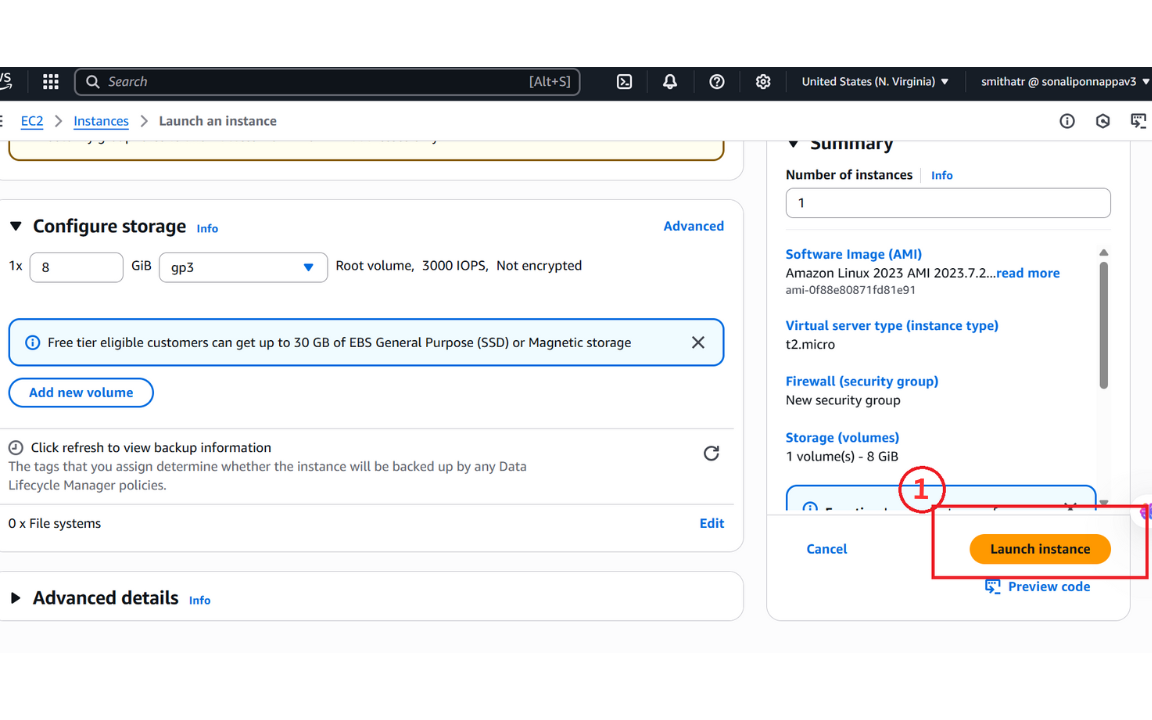 Search [Alt+S] United States (N. Virginia) smithatr @ sonaliponnappav3
EC2 Instances Launch an instance
Configure storage Info Advanced
1x 8 GiB gp3 Root volume, 3000 IOPS, Not encrypted
Free tier eligible customers can get up to 30 GB of EBS General Purpose (SSD) or Magnetic storage
Add new volume
Click refresh to view backup information
The tags that you assign determine whether the instance will be backed up by any Data
Lifecycle Manager policies.
0 x File systems Edit
Advanced details Info
Summary
Number of instances Info
1
Software Image (AMI)
Amazon Linux 2023 AMI 2023.7.2...read more
ami-0f88e80871fd81e91
Virtual server type (instance type)
t2.micro
Firewall (security group)
New security group
Storage (volumes)
1 volume(s) - 8 GiB
1
Cancel Launch instance
Preview code